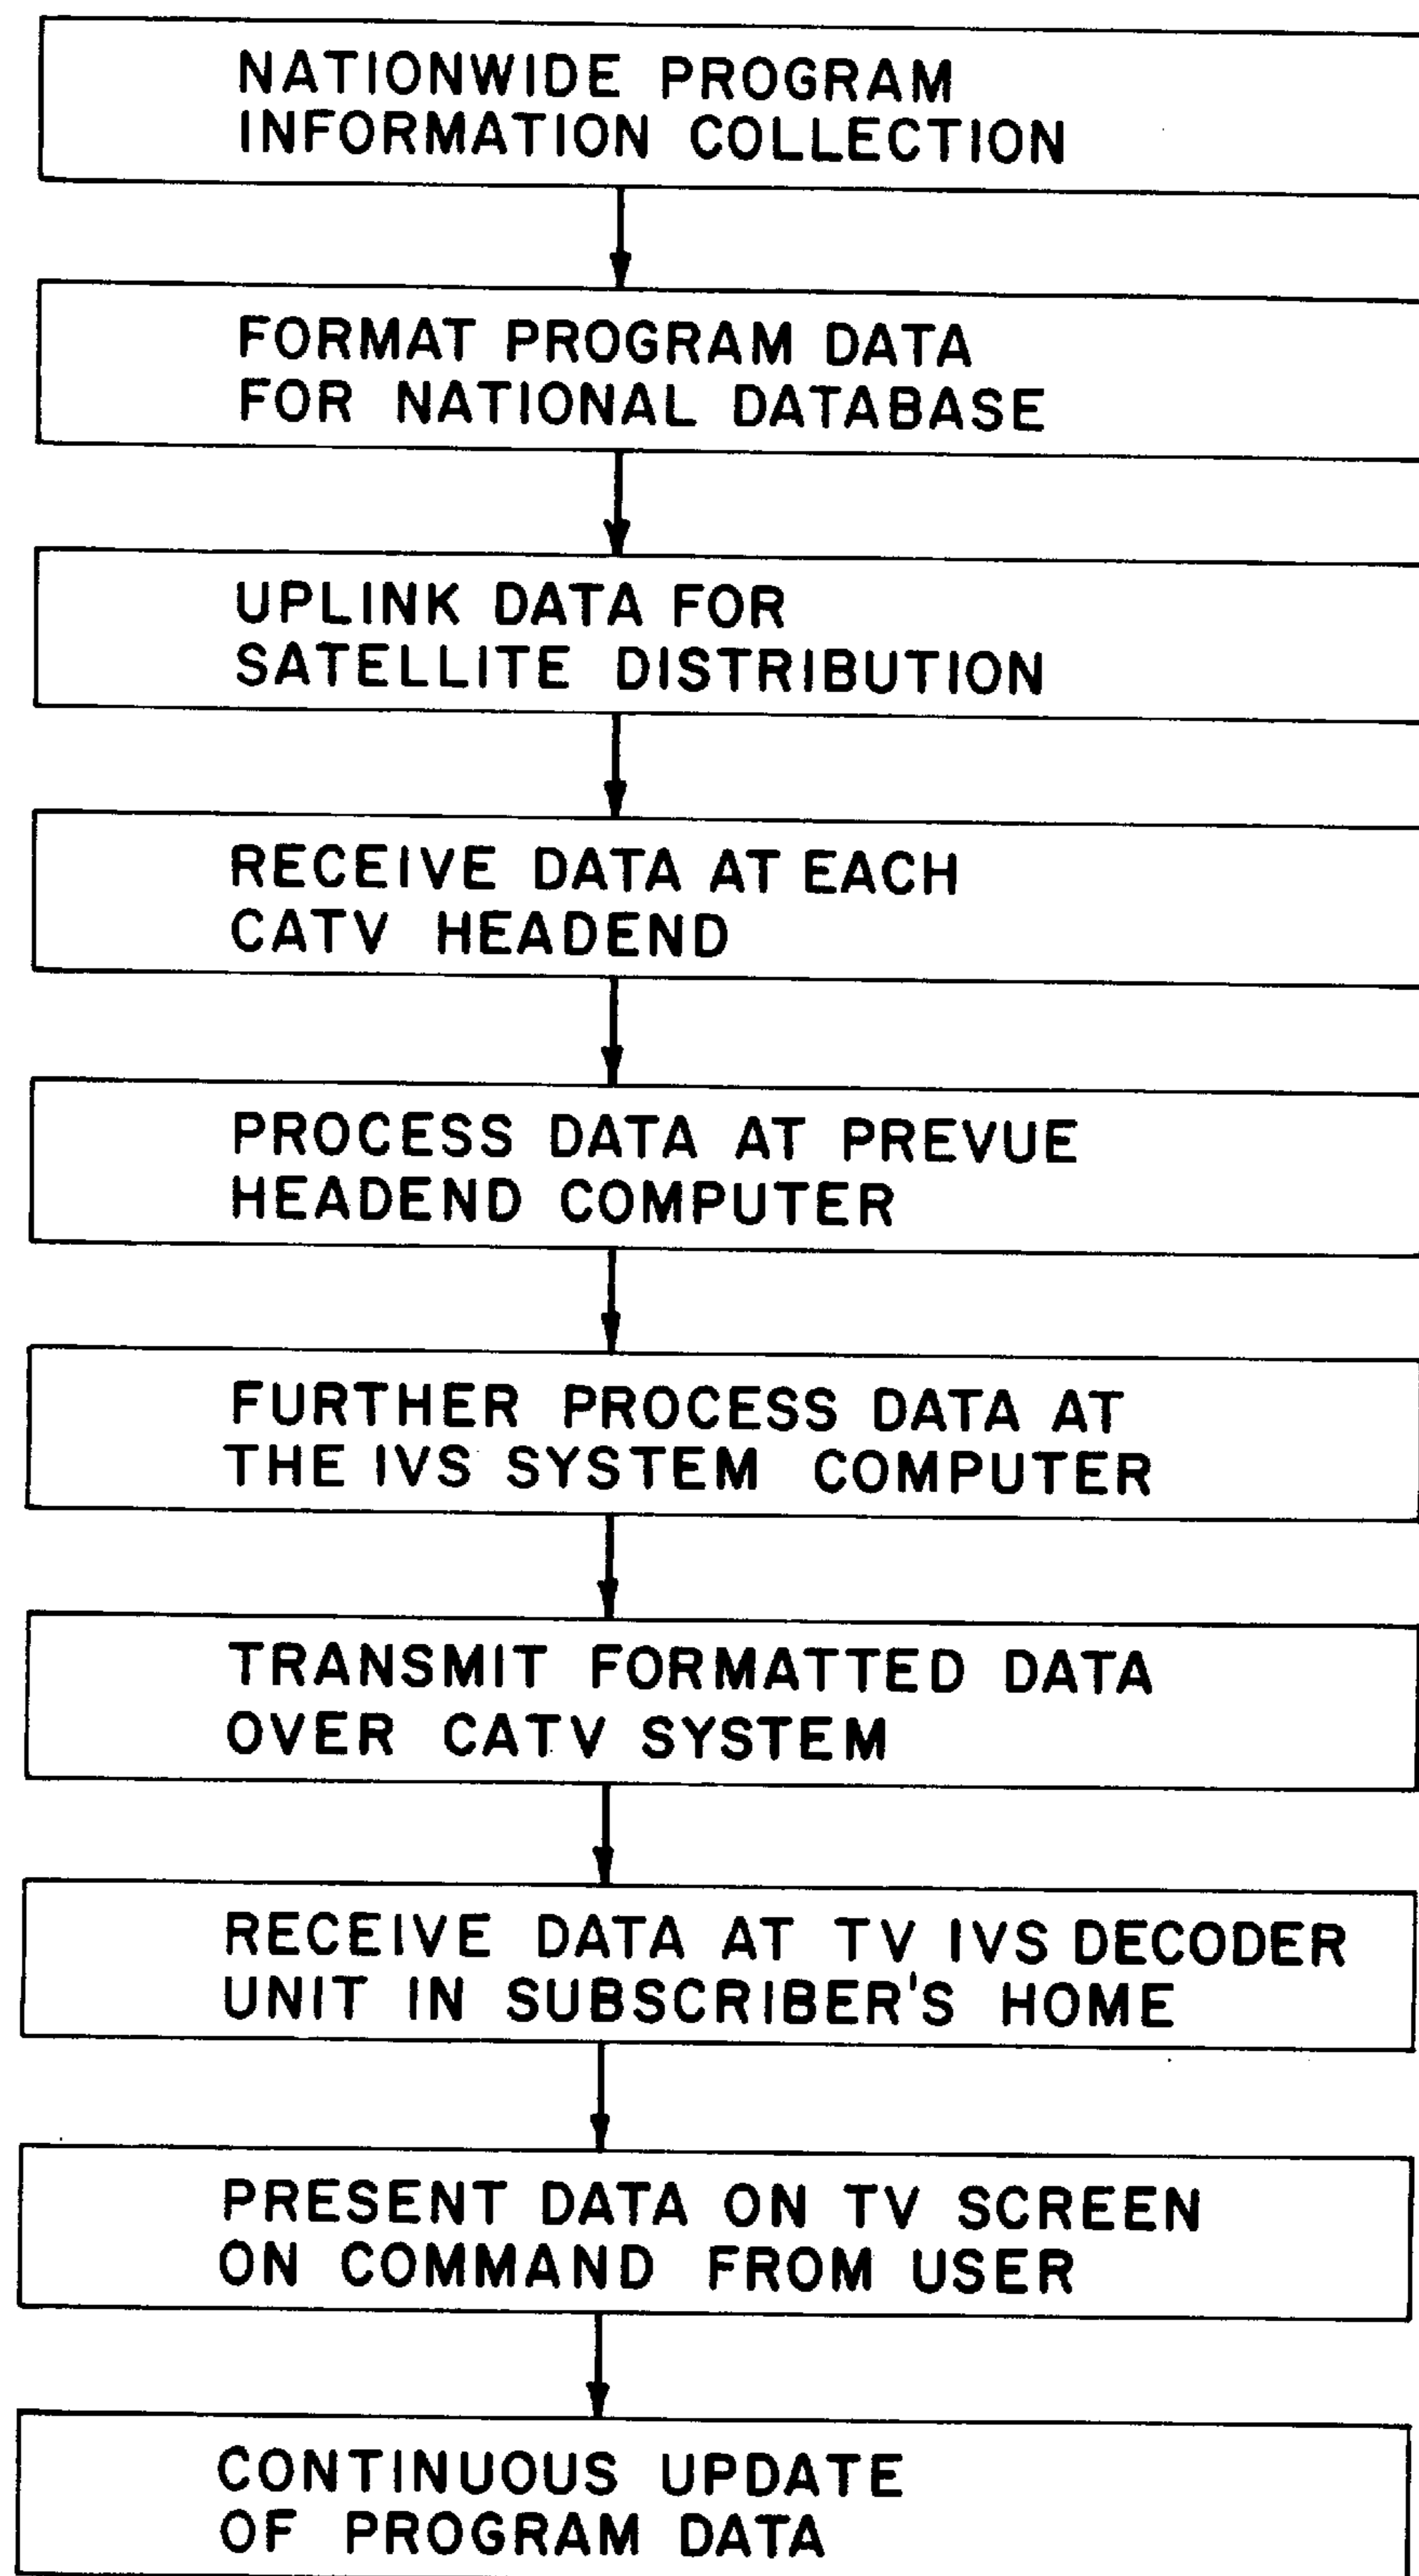 NATIONWIDE PROGRAM
INFORMATION COLLECTION
FORMAT PROGRAM DATA
FOR NATIONAL DATABASE
UPLINK DATA FOR
SATELLITE DISTRIBUTION
RECEIVE DATA AT EACH
CATV HEADEND
PROCESS DATA AT PREVUE
HEADEND COMPUTER
FURTHER PROCESS DATA AT
THE IVS SYSTEM COMPUTER
TRANSMIT FORMATTED DATA
OVER CATV SYSTEM
RECEIVE DATA AT TV IVS DECODER
UNIT IN SUBSCRIBER'S HOME
PRESENT DATA ON TV SCREEN
ON COMMAND FROM USER
CONTINUOUS UPDATE
OF PROGRAM DATA